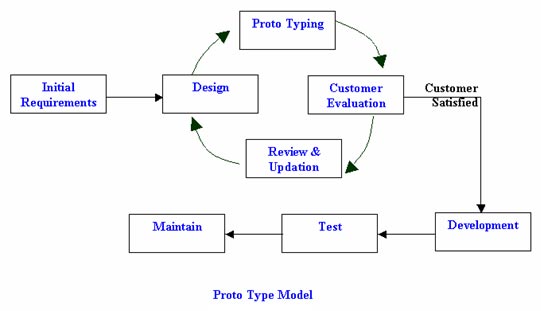 Proto Typing
Initial
Requirements
Design
Customer
Evaluation
Customer
Satisfied
Review &
Updation
Maintain
Test
Development
Proto Type Model